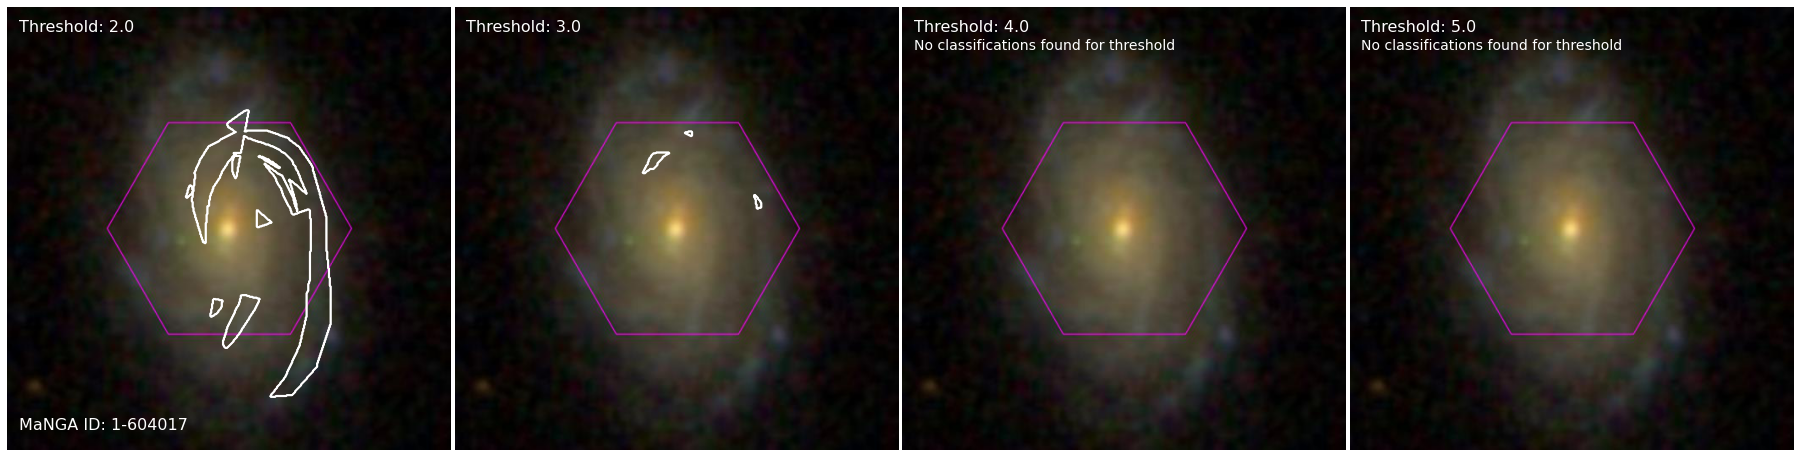 Threshold: 2.0
MaNGA ID: 1-604017
Threshold: 3.0
Threshold: 4.0
No classifications found for threshold
Threshold: 5.0
No classifications found for threshold